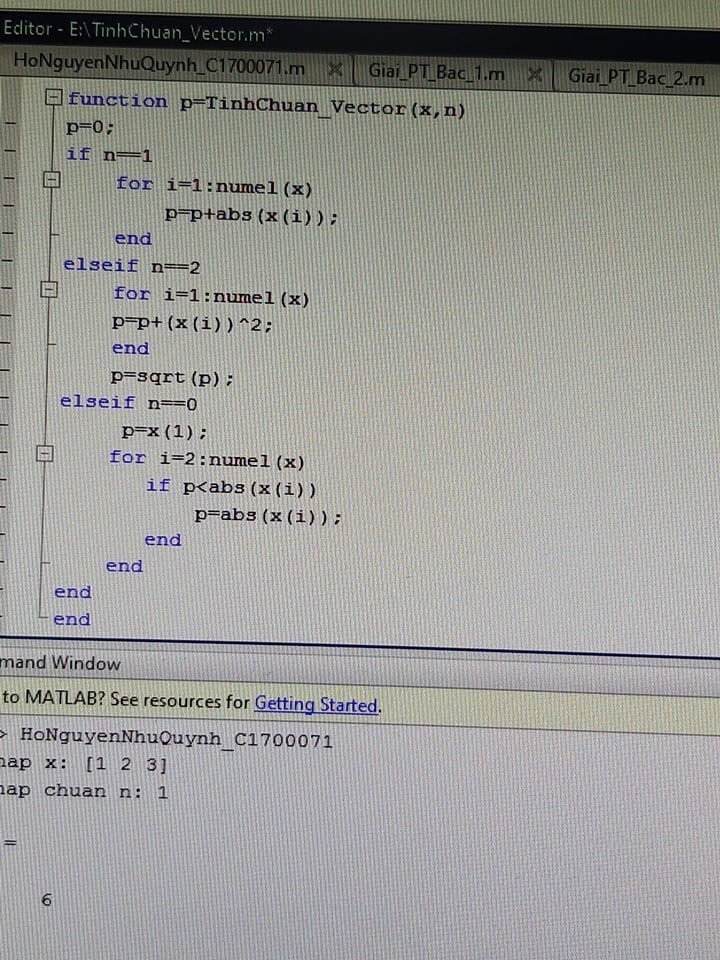 Editor - E:\TinhChuan_Vector.m*
HoNguyenNhuQuynh_C1700071.m Giai_PT_Bac_1.m Giai_PT_Bac_2.m
function p=TinhChuan_Vector(x,n)
p=0;
if n==1
for i=1:numel(x)
p=p+abs(x(i));
end
elseif n==2
for i=1:numel(x)
p=p+(x(i))^2;
end
p=sqrt(p);
elseif n==0
p=x(1);
for i=2:numel(x)
if p<abs(x(i))
p=abs(x(i));
end
end
end
end
mand Window
to MATLAB? See resources for Getting Started.
> HoNguyenNhuQuynh_C1700071
hap x: [1 2 3]
hap chuan n: 1
=
6